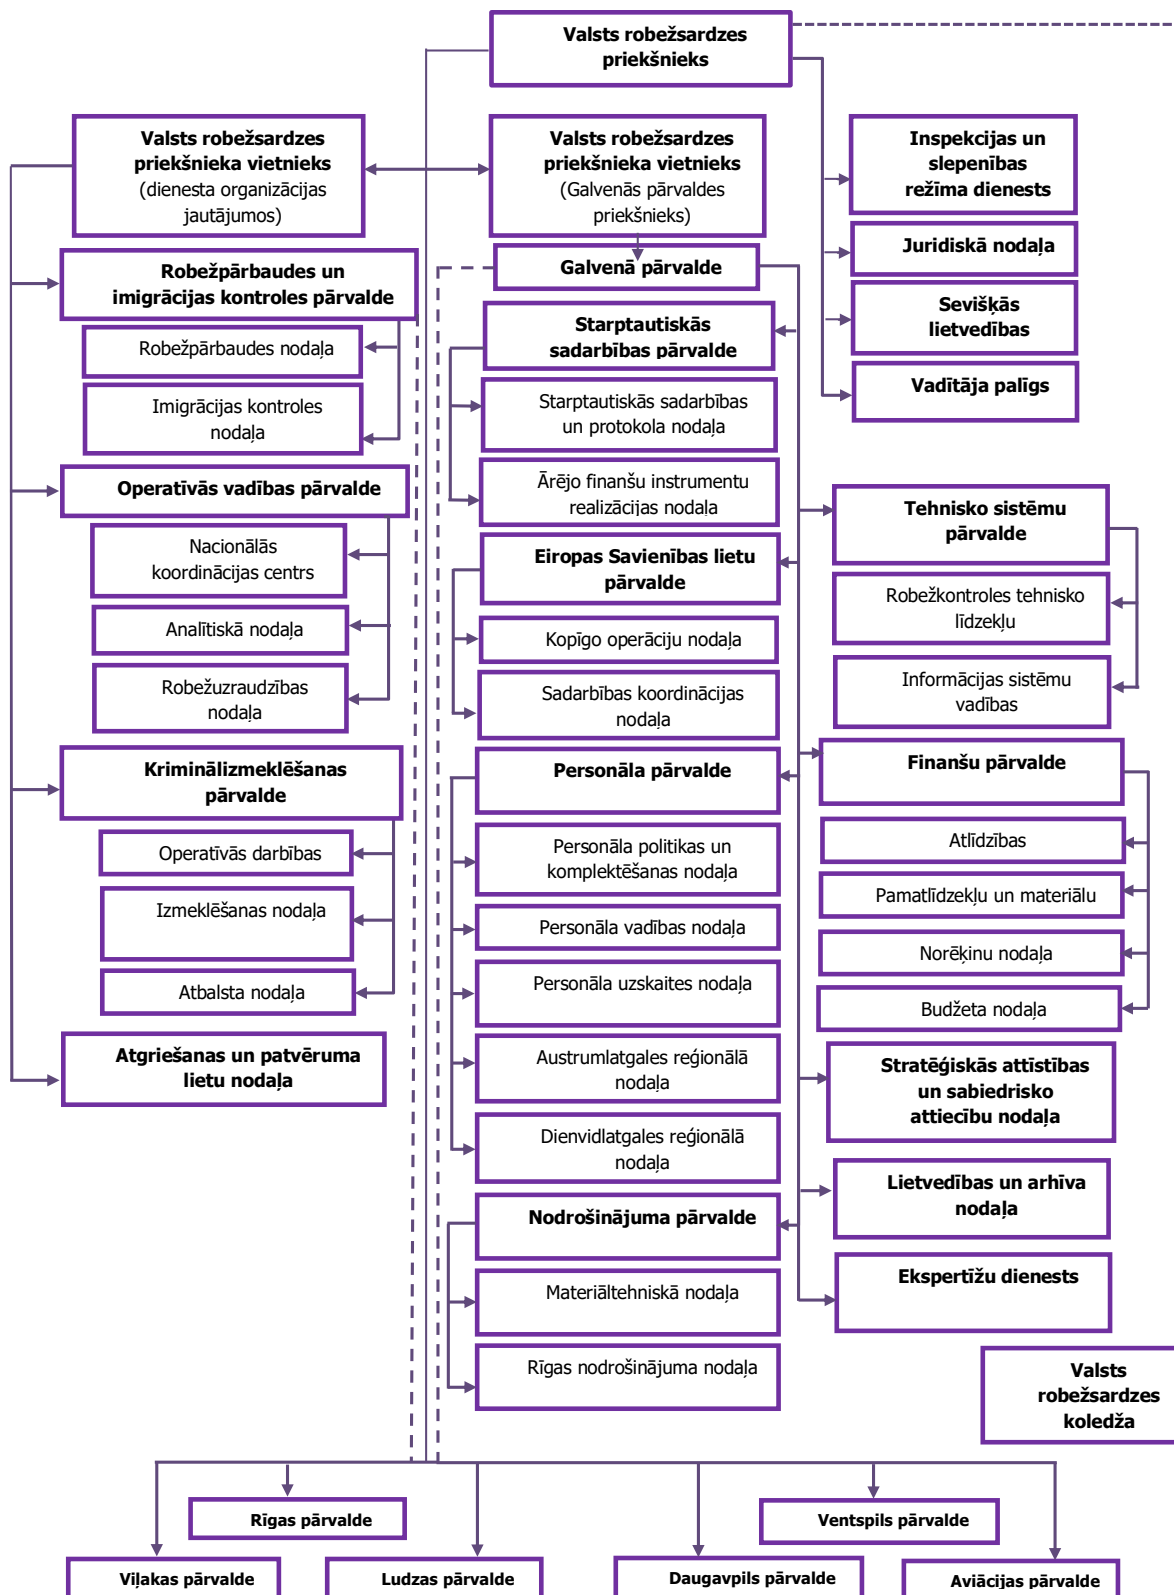 Valsts robežsardzes
priekšnieks
Valsts robežsardzes
priekšnieka vietnieks
(dienesta organizācijas
jautājumos)
Valsts robežsardzes
priekšnieka vietnieks
(Galvenās pārvaldes
priekšnieks)
Inspekcijas un
slepenības
režīma dienests
Juridiskā nodaļa
Sevišķās
lietvedības
Vadītāja palīgs
Robežpārbaudes un
imigrācijas kontroles pārvalde
Robežpārbaudes nodaļa
Imigrācijas kontroles
nodaļa
Operatīvās vadības pārvalde
Nacionālās
koordinācijas centrs
Analītiskā nodaļa
Robežuzraudzības
nodaļa
Kriminālizmeklēšanas
pārvalde
Operatīvās darbības
Izmeklēšanas nodaļa
Atbalsta nodaļa
Atgriešanas un patvēruma
lietu nodaļa
Galvenā pārvalde
Starptautiskās
sadarbības pārvalde
Starptautiskās sadarbības
un protokola nodaļa
Ārējo finanšu instrumentu
realizācijas nodaļa
Eiropas Savienības lietu
pārvalde
Kopīgo operāciju nodaļa
Sadarbības koordinācijas
nodaļa
Personāla pārvalde
Personāla politikas un
komplektēšanas nodaļa
Personāla vadības nodaļa
Personāla uzskaites nodaļa
Austrumlatgales reģionālā
nodaļa
Dienvidlatgales reģionālā
nodaļa
Nodrošinājuma pārvalde
Materiāltehniskā nodaļa
Rīgas nodrošinājuma nodaļa
Tehnisko sistēmu
pārvalde
Robežkontroles tehnisko
līdzekļu
Informācijas sistēmu
vadības
Finanšu pārvalde
Atlīdzības
Pamatlīdzekļu un materiālu
Norēķinu nodaļa
Budžeta nodaļa
Stratēģiskās attīstības
un sabiedrisko
attiecību nodaļa
Lietvedības un arhīva
nodaļa
Ekspertīžu dienests
Valsts
robežsardzes
koledža
Rīgas pārvalde
Ventspils pārvalde
Viļakas pārvalde
Ludzas pārvalde
Daugavpils pārvalde
Aviācijas pārvalde